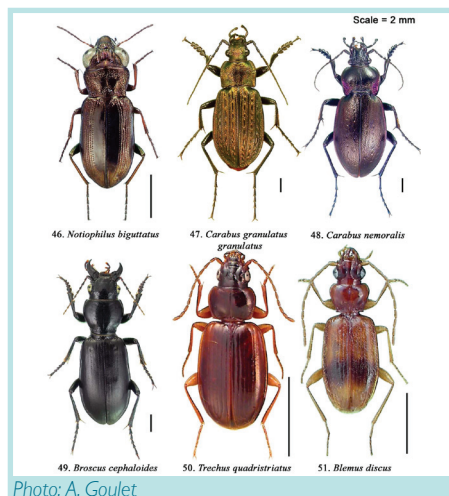 Scale = 2 mm
46. Notiophilus biguttatus
47. Carabus granulatus
granulatus
48. Carabus nemoralis
49. Broscus cephaloides
50. Trechus quadristriatus
51. Blemus discus
Photo: A. Goulet